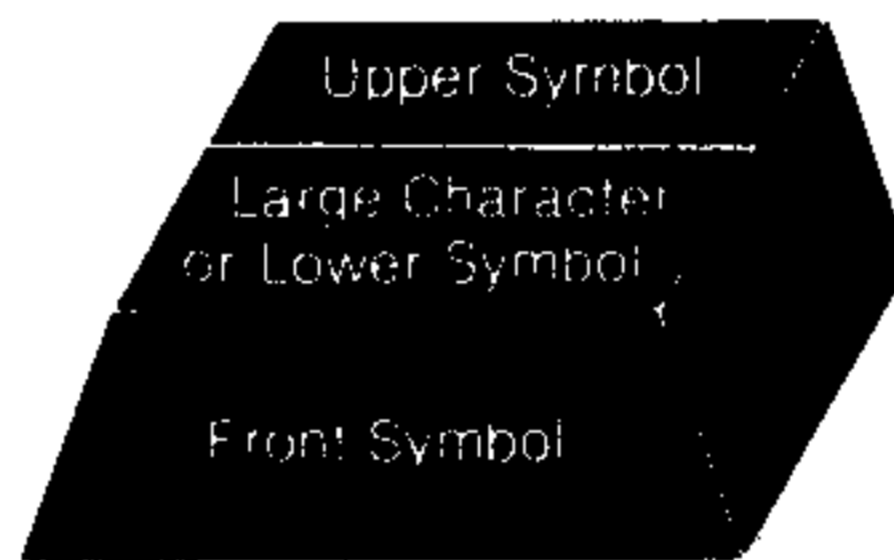 Upper Symbol
Large Character
or Lower Symbol
Front Symbol